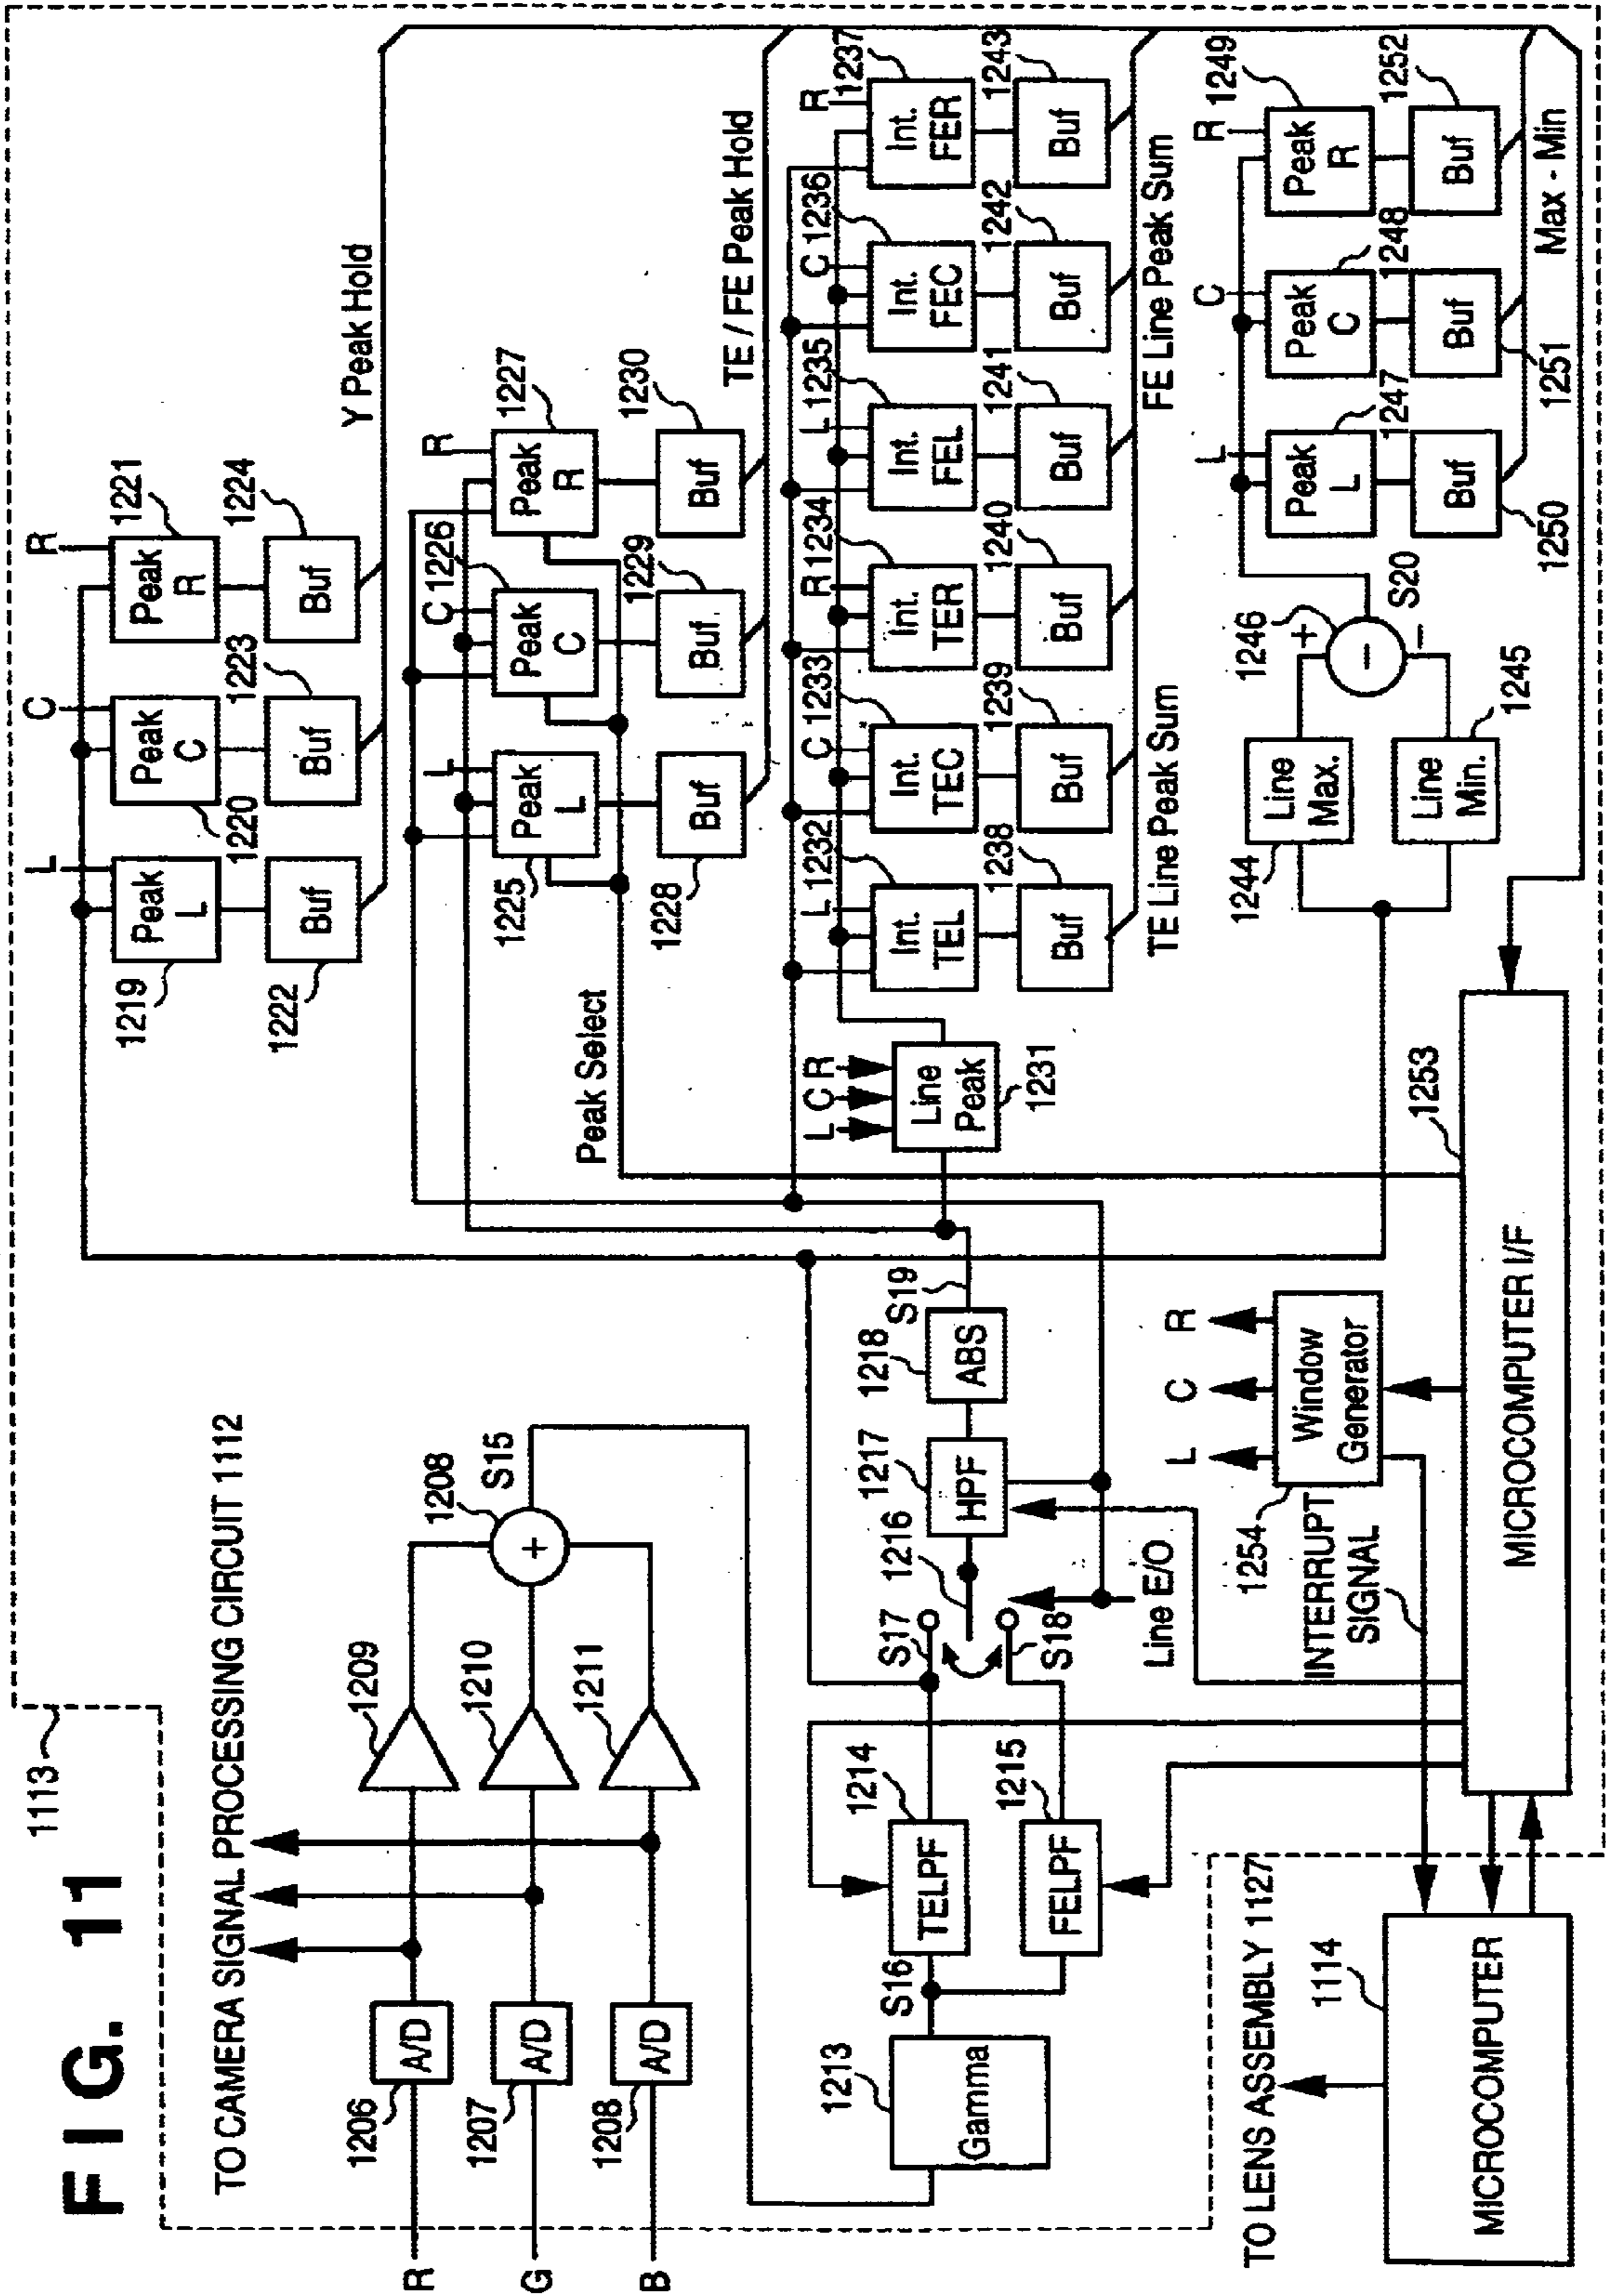 FIG. 11
1113
TO CAMERA SIGNAL PROCESSING CIRCUIT 1112
R
G
B
A/D
1206
A/D
1207
A/D
1208
1209
1210
1211
1208
+
S15
Gamma
1213
S16
TELPF
1214
FELPF
1215
S17
S18
1216
HPF
1217
ABS
1218
S19
Line E/O
L
C
R
Peak L
1219
Peak C
1220
Peak R
1221
Buf
1222
Buf
1223
Buf
1224
Y Peak Hold
Peak Select
L
C
R
Peak L
1225
Peak C
1226
Peak R
1227
Buf
1228
Buf
1229
Buf
1230
TE / FE Peak Hold
L
C
R
Line Peak
1231
L
C
R
L
C
R
Int. TEL
1232
Int. TEC
1233
Int. TER
1234
Int. FEL
1235
Int. FEC
1236
Int. FER
1237
Buf
1238
Buf
1239
Buf
1240
Buf
1241
Buf
1242
Buf
1243
TE Line Peak Sum
FE Line Peak Sum
Line Max.
1244
Line Min.
1245
1246
+
−
−
S20
L
C
R
Peak L
1247
Peak C
1248
Peak R
1249
Buf
1250
Buf
1251
Buf
1252
Max - Min
L
C
R
Window Generator
1254
INTERRUPT SIGNAL
MICROCOMPUTER I/F
1253
TO LENS ASSEMBLY 1127
MICROCOMPUTER
1114